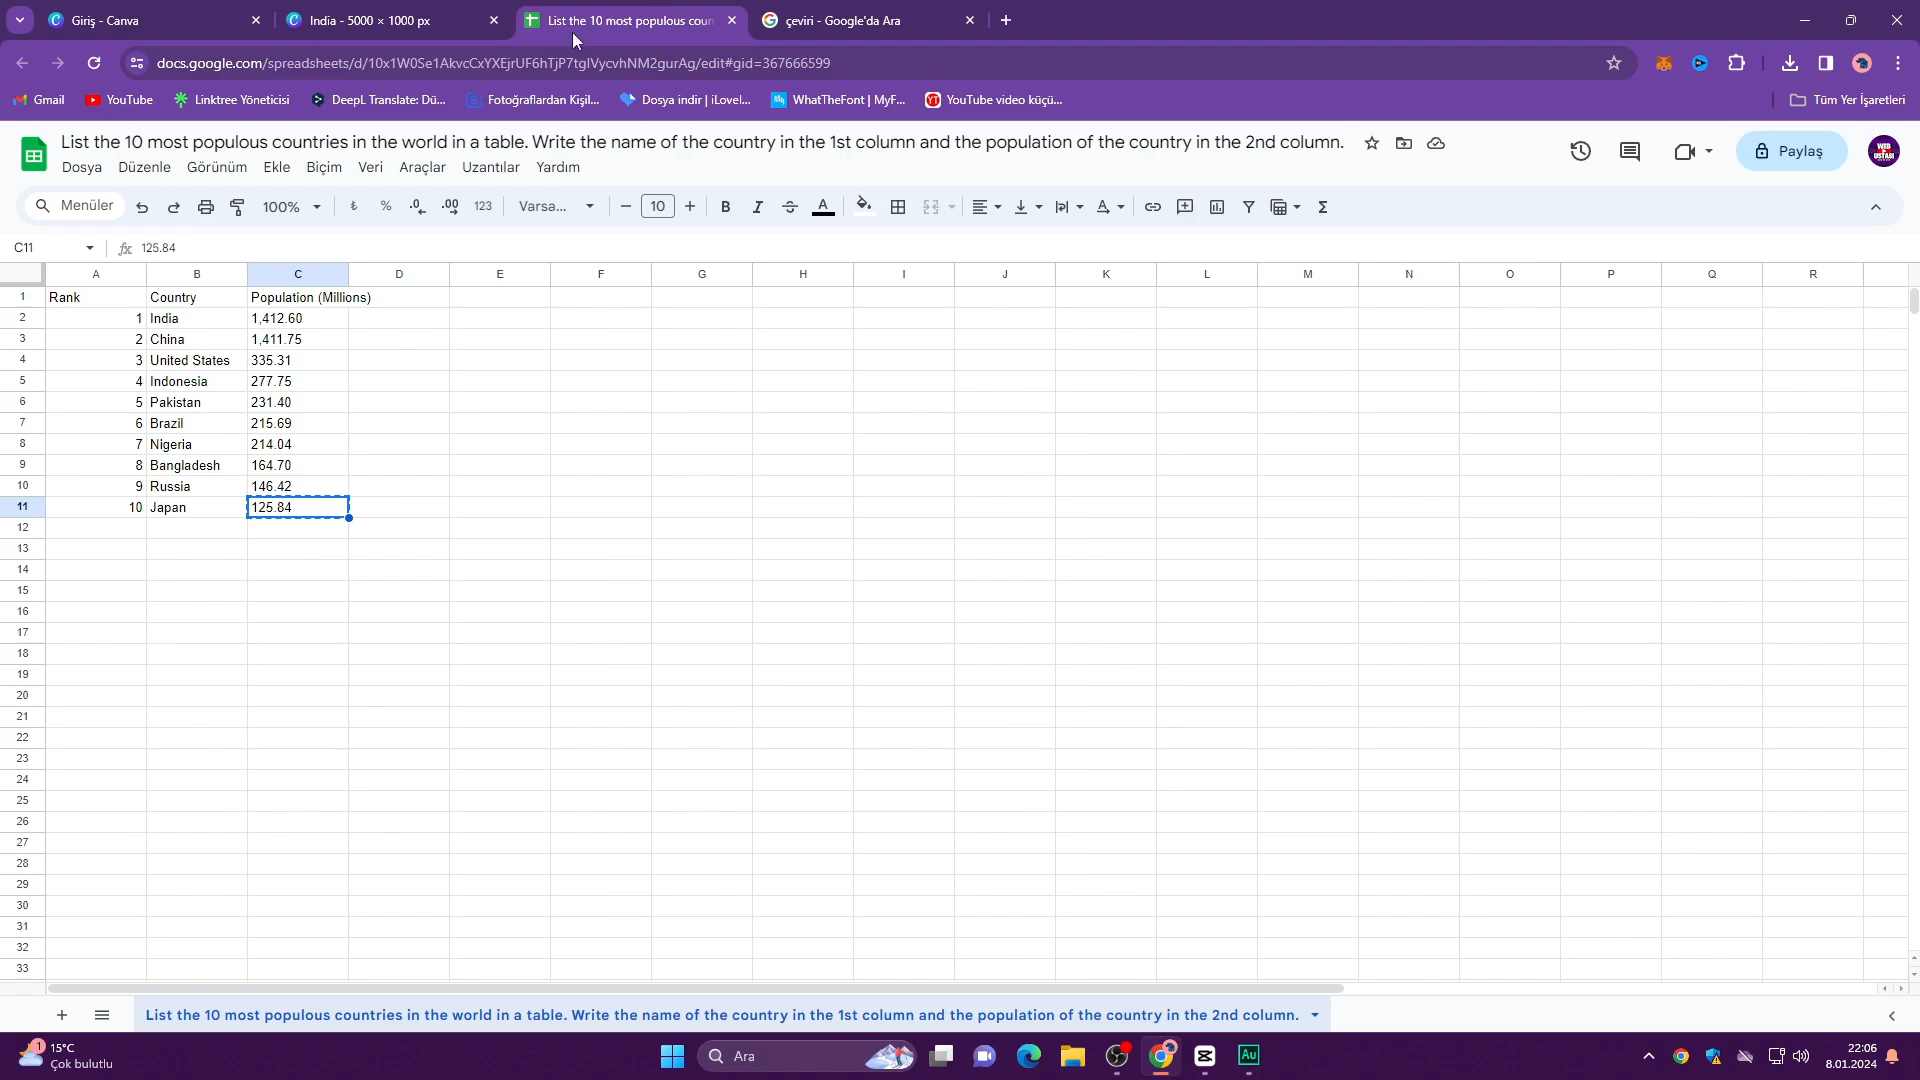 Giriş - Canva
India - 5000 × 1000 px
List the 10 most populous coun
çeviri - Google'da Ara
docs.google.com/spreadsheets/d/10x1W0Se1AkvcCxYXEjrUF6hTjP7tglVycvhNM2gurAg/edit#gid=367666599
Gmail
YouTube
Linktree Yöneticisi
DeepL Translate: Dü...
Fotoğraflardan Kişil...
Dosya indir | iLoveI...
WhatTheFont | MyF...
YouTube video küçü...
Tüm Yer İşaretleri
List the 10 most populous countries in the world in a table. Write the name of the country in the 1st column and the population of the country in the 2nd column.
Dosya Düzenle Görünüm Ekle Biçim Veri Araçlar Uzantılar Yardım
Paylaş
WEB USTASI
Menüler 100% ₺ % .0 .00 123 Varsa... 10 B I A Σ
C11 fx 125.84
A B C D E F G H I J K L M N O P Q R
1 Rank Country Population (Millions)
2 1 India 1,412.60
3 2 China 1,411.75
4 3 United States 335.31
5 4 Indonesia 277.75
6 5 Pakistan 231.40
7 6 Brazil 215.69
8 7 Nigeria 214.04
9 8 Bangladesh 164.70
10 9 Russia 146.42
11 10 Japan 125.84
12
13
14
15
16
17
18
19
20
21
22
23
24
25
26
27
28
29
30
31
32
33
List the 10 most populous countries in the world in a table. Write the name of the country in the 1st column and the population of the country in the 2nd column.
1 15°C
Çok bulutlu
Ara
Au
22:06
8.01.2024